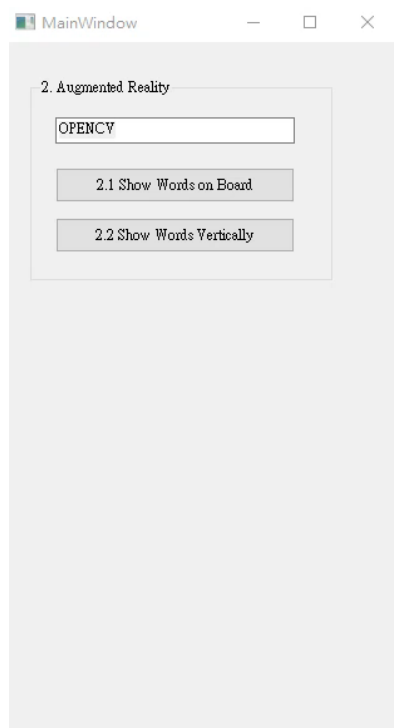 MainWindow
2. Augmented Reality
OPENCV
2.1 Show Words on Board
2.2 Show Words Vertically